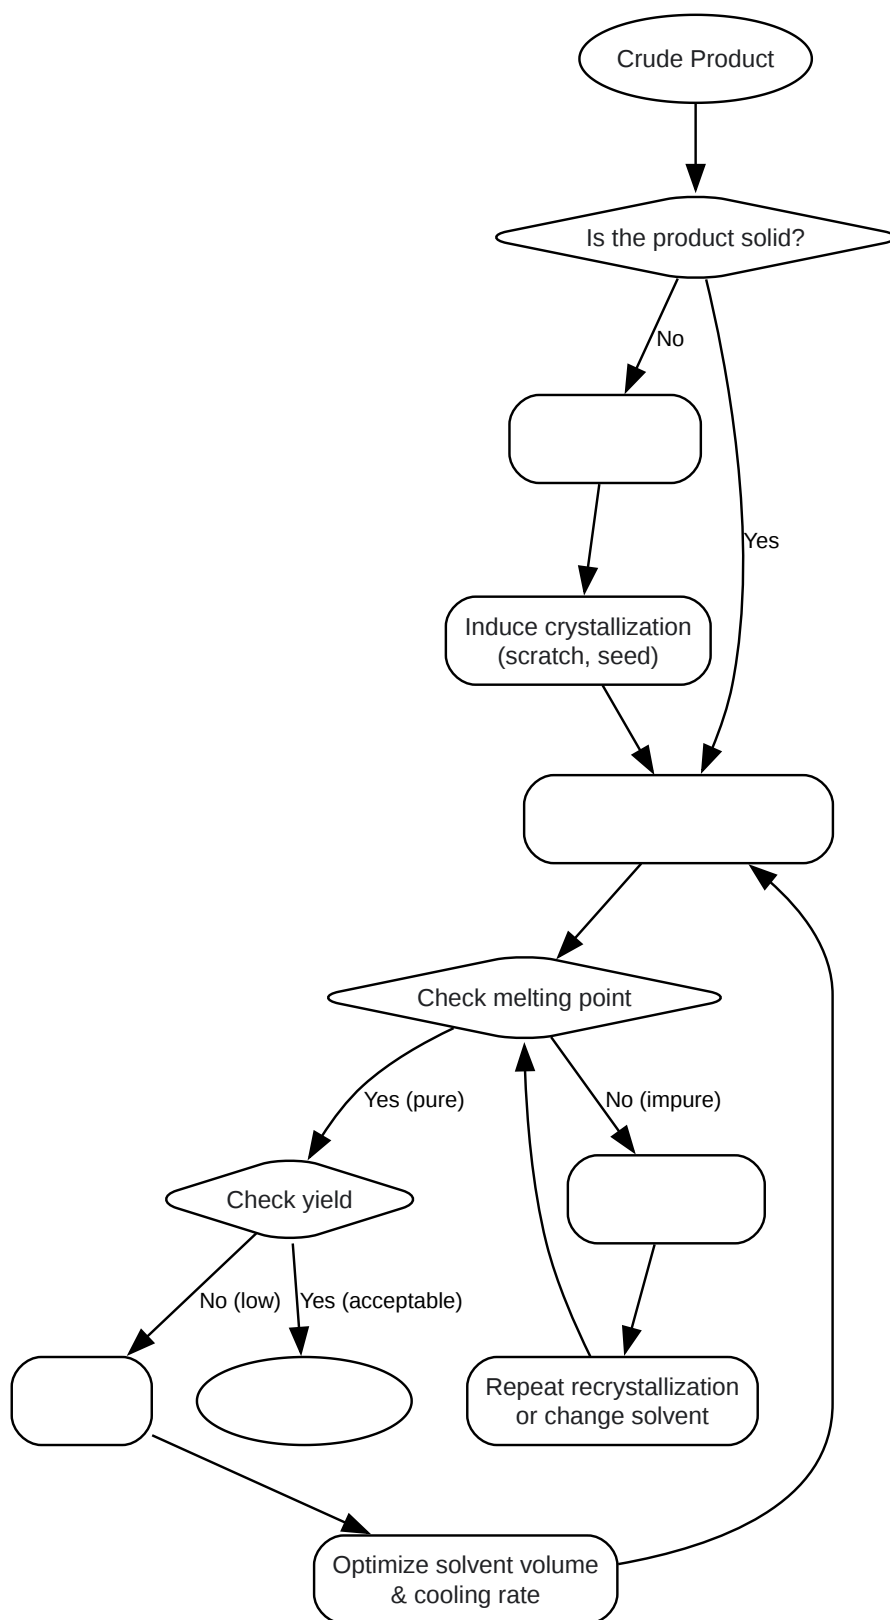 Crude Product
Is the product solid?
No
Yes
Induce crystallization
(scratch, seed)
Check melting point
Yes (pure)
No (impure)
Check yield
No (low)
Yes (acceptable)
Repeat recrystallization
or change solvent
Optimize solvent volume
& cooling rate